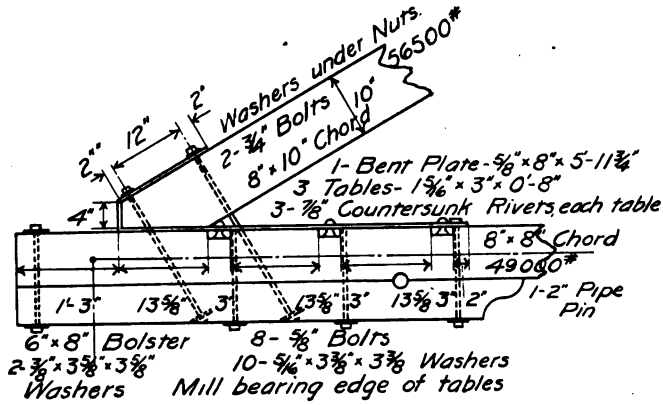 Washers under Nuts.
56500#
2"
12"
2-3/4" Bolts
10"
8"x10" Chord
2"
1- Bent Plate-5/8"x8"x5'-11 3/4"
3 Tables- 1 5/16"x3"x0'-8"
4"
3-7/8" Countersunk Rivets, each table
8"x8" Chord
49000#
1'-3" 13 5/8" 3" 13 5/8" 3" 13 5/8" 3" 2"
1-2" Pipe
Pin
6"x8" Bolster
8-5/8" Bolts
2-3/8"x3 5/8"x3 5/8"
10-5/16"x3 3/8"x3 3/8 Washers
Washers
Mill bearing edge of tables